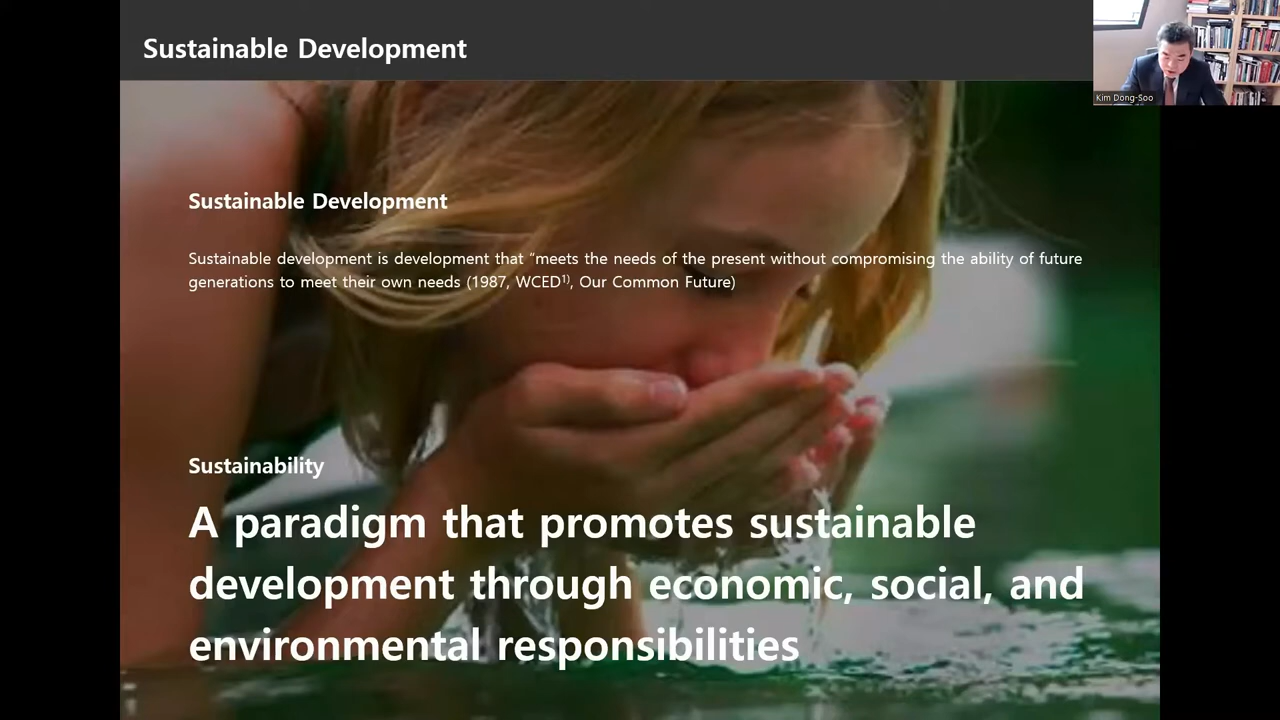 Sustainable Development
Kim Dong-Soo
Sustainable Development
Sustainable development is development that “meets the needs of the present without compromising the ability of future
generations to meet their own needs (1987, WCED1), Our Common Future)
Sustainability
A paradigm that promotes sustainable
development through economic, social, and
environmental responsibilities